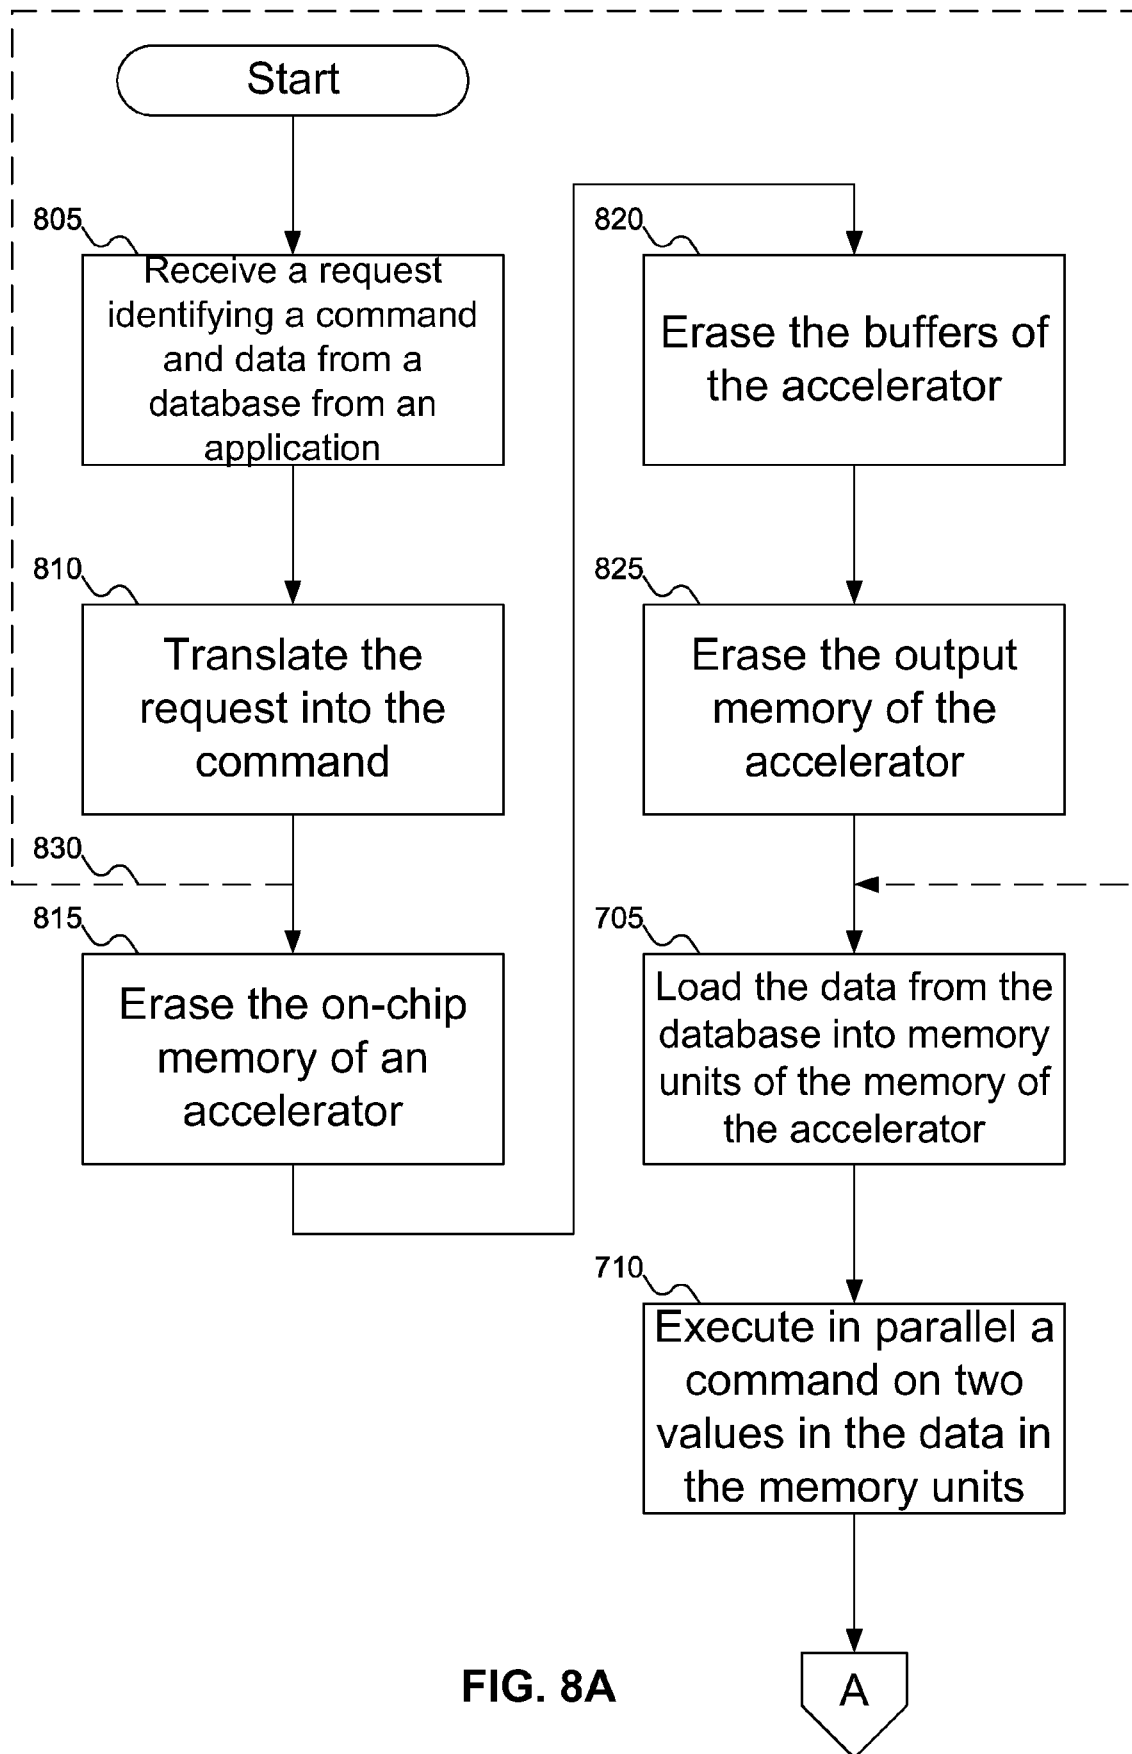 Start
805
Receive a request
identifying a command
and data from a
database from an
application
810
Translate the
request into the
command
830
815
Erase the on-chip
memory of an
accelerator
820
Erase the buffers of
the accelerator
825
Erase the output
memory of the
accelerator
705
Load the data from the
database into memory
units of the memory of
the accelerator
710
Execute in parallel a
command on two
values in the data in
the memory units
A
FIG. 8A